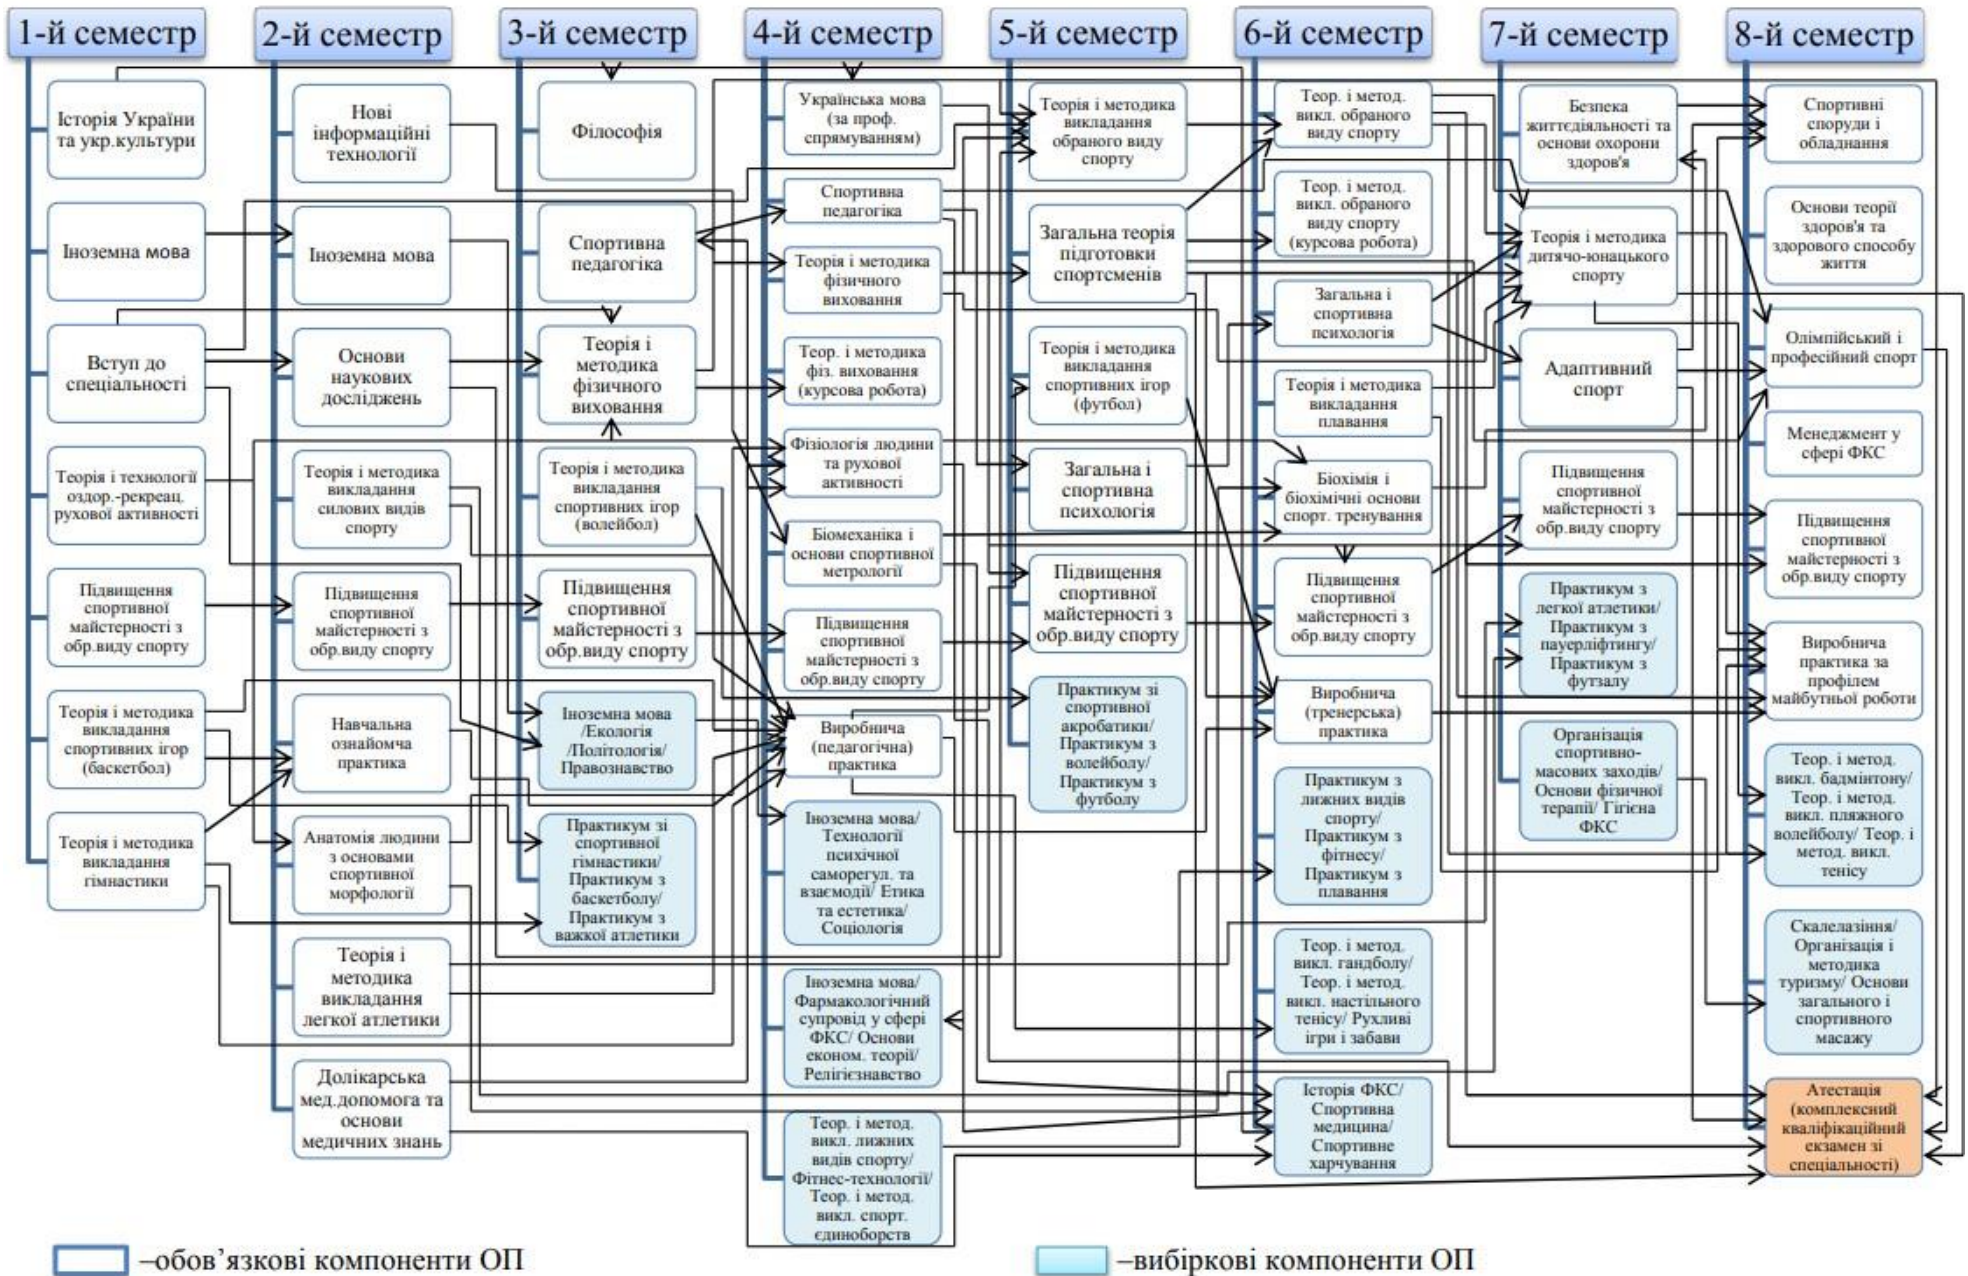 1-й семестр
Історія України
та укр.культури
Іноземна мова
Вступ до
спеціальності
Теорія і технології
оздор.-рекреац.
рухової активності
Підвищення
спортивної
майстерності з
обр.виду спорту
Теорія і методика
викладання
спортивних ігор
(баскетбол)
Теорія і методика
викладання
гімнастики
2-й семестр
Нові
інформаційні
технології
Іноземна мова
Основи
наукових
досліджень
Теорія і методика
викладання
силових видів
спорту
Підвищення
спортивної
майстерності з
обр.виду спорту
Навчальна
ознайомча
практика
Анатомія людини
з основами
спортивної
морфології
Теорія і
методика
викладання
легкої атлетики
Долікарська
мед.допомога та
основи
медичних знань
3-й семестр
Філософія
Спортивна
педагогіка
Теорія і
методика
фізичного
виховання
Теорія і методика
викладання
спортивних ігор
(волейбол)
Підвищення
спортивної
майстерності з
обр.виду спорту
Іноземна мова
/Екологія
/Політологія/
Правознавство
Практикум зі
спортивної
гімнастики/
Практикум з
баскетболу/
Практикум з
важкої атлетики
4-й семестр
Українська мова
(за проф.
спрямуванням)
Спортивна
педагогіка
Теорія і методика
фізичного
виховання
Теор. і методика
фіз. виховання
(курсова робота)
Фізіологія людини
та рухової
активності
Біомеханіка і
основи спортивної
метрології
Підвищення
спортивної
майстерності з
обр.виду спорту
Виробнича
(педагогічна)
практика
Іноземна мова/
Технології
психічної
саморегул. та
взаємодії/ Етика
та естетика/
Соціологія
Іноземна мова/
Фармакологічний
супровід у сфері
ФКС/ Основи
економ. теорії/
Релігієзнавство
Теор. і метод.
викл. лижних
видів спорту/
Фітнес-технології/
Теор. і метод.
викл. спорт.
єдиноборств
5-й семестр
Теорія і методика
викладання
обраного виду
спорту
Загальна теорія
підготовки
спортсменів
Теорія і методика
викладання
спортивних ігор
(футбол)
Загальна і
спортивна
психологія
Підвищення
спортивної
майстерності з
обр.виду спорту
Практикум зі
спортивної
акробатики/
Практикум з
волейболу/
Практикум з
футболу
6-й семестр
Теор. і метод.
викл. обраного
виду спорту
Теор. і метод.
викл. обраного
виду спорту
(курсова робота)
Загальна і
спортивна
психологія
Теорія і методика
викладання
плавання
Біохімія і
біохімічні основи
спорт. тренування
Підвищення
спортивної
майстерності з
обр.виду спорту
Виробнича
(тренерська)
практика
Практикум з
лижних видів
спорту/
Практикум з
фітнесу/
Практикум з
плавання
Теор. і метод.
викл. гандболу/
Теор. і метод.
викл. настільного
тенісу/ Рухливі
ігри і забави
Історія ФКС/
Спортивна
медицина/
Спортивне
харчування
7-й семестр
Безпека
життєдіяльності та
основи охорони
здоров'я
Теорія і методика
дитячо-юнацького
спорту
Адаптивний
спорт
Підвищення
спортивної
майстерності з
обр.виду спорту
Практикум з
легкої атлетики/
Практикум з
пауерліфтингу/
Практикум з
футзалу
Організація
спортивно-
масових заходів/
Основи фізичної
терапії/ Гігієна
ФКС
8-й семестр
Спортивні
споруди і
обладнання
Основи теорії
здоров'я та
здорового способу
життя
Олімпійський і
професійний спорт
Менеджмент у
сфері ФКС
Підвищення
спортивної
майстерності з
обр.виду спорту
Виробнича
практика за
профілем
майбутньої роботи
Теор. і метод.
викл. бадмінтону/
Теор. і метод.
викл. пляжного
волейболу/ Теор. і
метод. викл.
тенісу
Скалелазіння/
Організація і
методика
туризму/ Основи
загального і
спортивного
масажу
Атестація
(комплексний
кваліфікаційний
екзамен зі
спеціальності)
–обов’язкові компоненти ОП
–вибіркові компоненти ОП